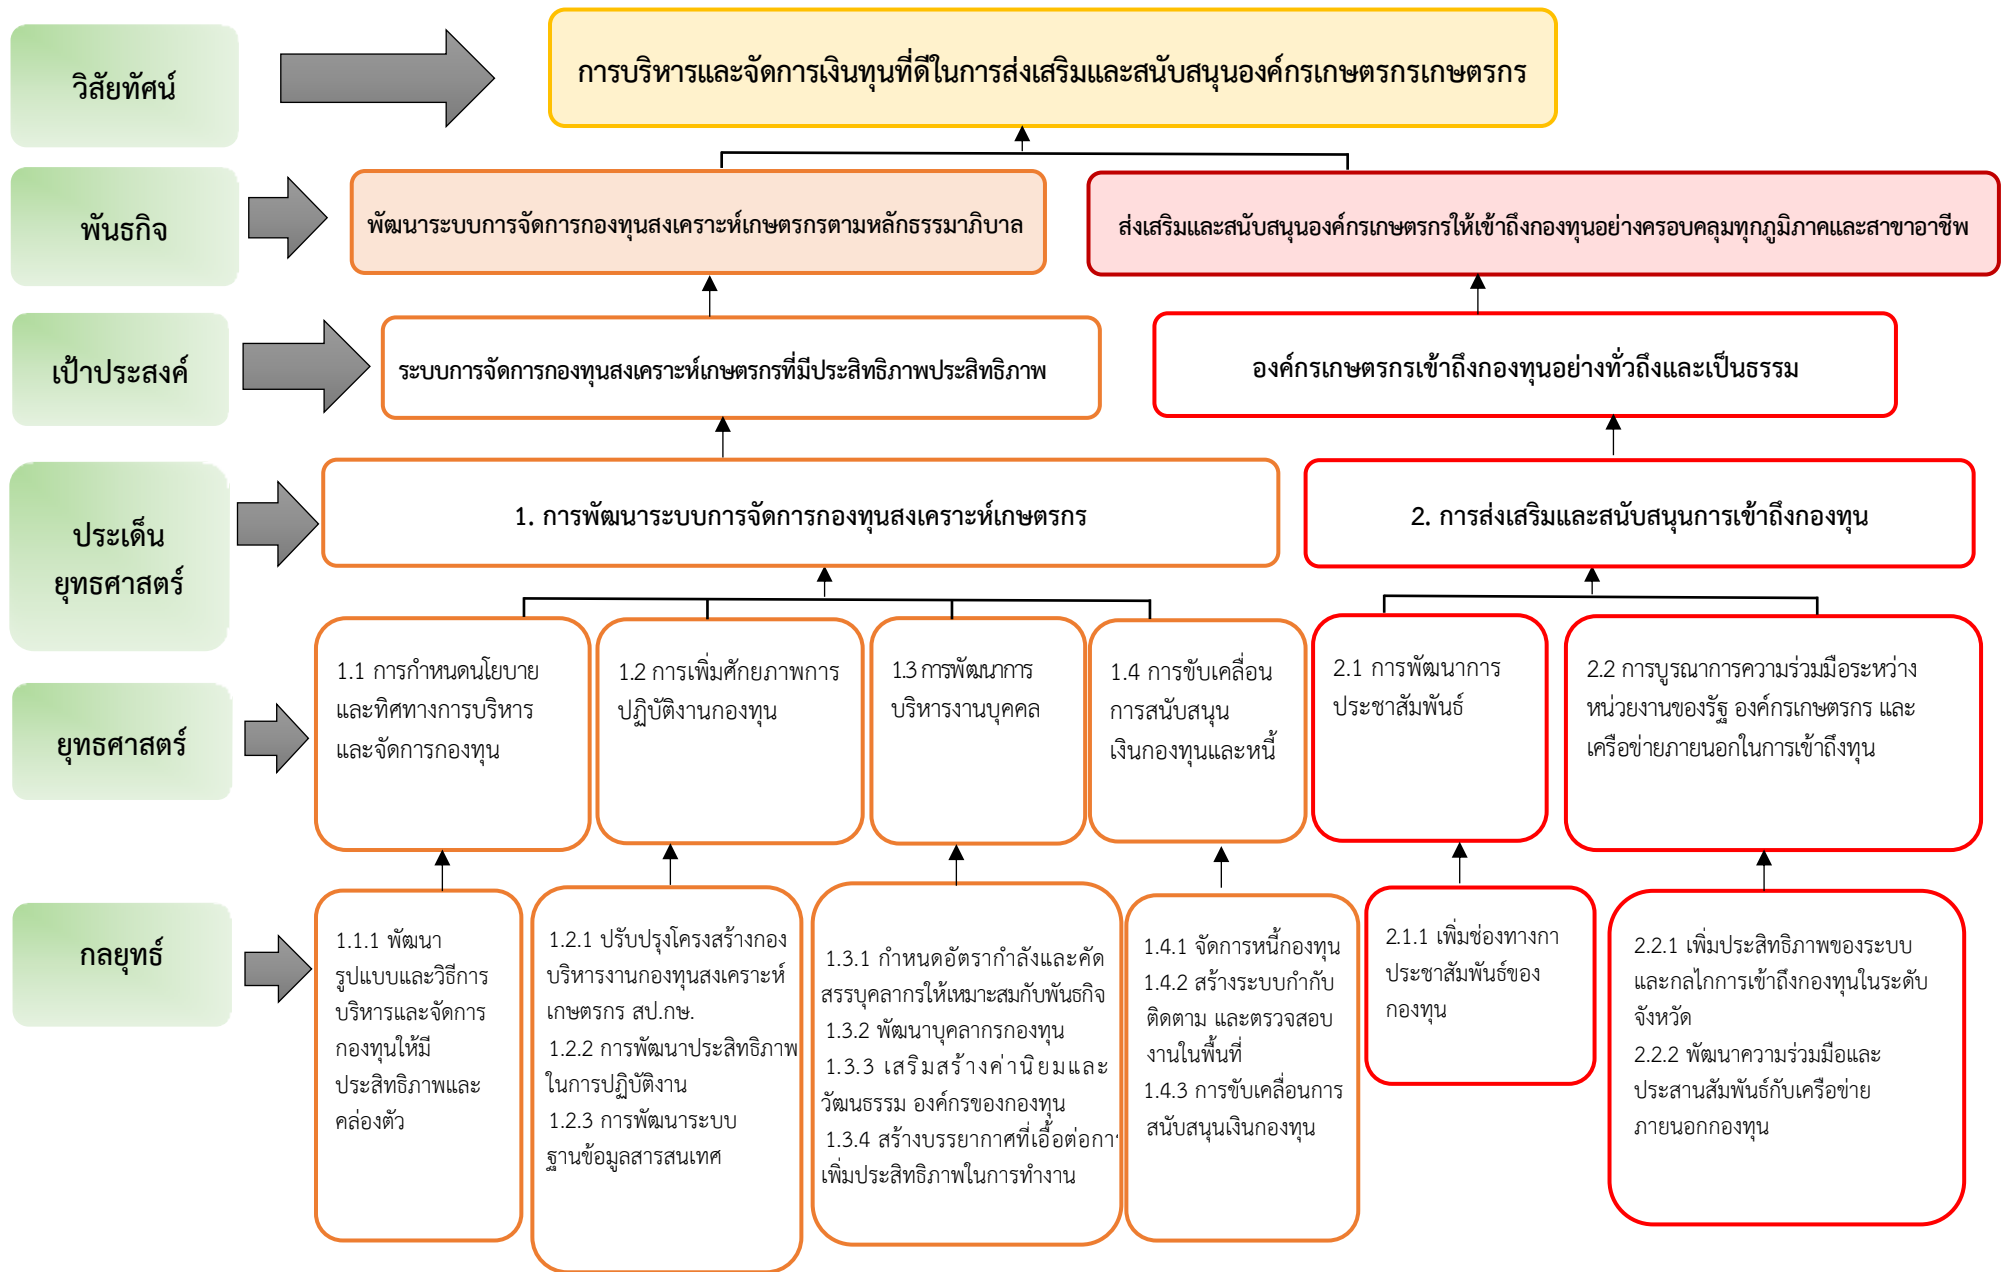 วิสัยทัศน์
การบริหารและจัดการเงินทุนที่ดีในการส่งเสริมและสนับสนุนองค์กรเกษตรกรเกษตรกร
พันธกิจ
พัฒนาระบบการจัดการกองทุนสงเคราะห์เกษตรกรตามหลักธรรมาภิบาล
ส่งเสริมและสนับสนุนองค์กรเกษตรกรให้เข้าถึงกองทุนอย่างครอบคลุมทุกภูมิภาคและสาขาอาชีพ
เป้าประสงค์
ระบบการจัดการกองทุนสงเคราะห์เกษตรกรที่มีประสิทธิภาพประสิทธิภาพ
องค์กรเกษตรกรเข้าถึงกองทุนอย่างทั่วถึงและเป็นธรรม
ประเด็น
ยุทธศาสตร์
1. การพัฒนาระบบการจัดการกองทุนสงเคราะห์เกษตรกร
2. การส่งเสริมและสนับสนุนการเข้าถึงกองทุน
ยุทธศาสตร์
1.1 การกำหนดนโยบาย
และทิศทางการบริหาร
และจัดการกองทุน
1.2 การเพิ่มศักยภาพการ
ปฏิบัติงานกองทุน
1.3 การพัฒนาการ
บริหารงานบุคคล
1.4 การขับเคลื่อน
การสนับสนุน
เงินกองทุนและหนี้
2.1 การพัฒนาการ
ประชาสัมพันธ์
2.2 การบูรณาการความร่วมมือระหว่าง
หน่วยงานของรัฐ องค์กรเกษตรกร และ
เครือข่ายภายนอกในการเข้าถึงทุน
กลยุทธ์
1.1.1 พัฒนา
รูปแบบและวิธีการ
บริหารและจัดการ
กองทุนให้มี
ประสิทธิภาพและ
คล่องตัว
1.2.1 ปรับปรุงโครงสร้างกอง
บริหารงานกองทุนสงเคราะห์
เกษตรกร สป.กษ.
1.2.2 การพัฒนาประสิทธิภาพ
ในการปฏิบัติงาน
1.2.3 การพัฒนาระบบ
ฐานข้อมูลสารสนเทศ
1.3.1 กำหนดอัตรากำลังและคัด
สรรบุคลากรให้เหมาะสมกับพันธกิจ
1.3.2 พัฒนาบุคลากรกองทุน
1.3.3 เสริมสร้างค่านิยมและ
วัฒนธรรม องค์กรของกองทุน
1.3.4 สร้างบรรยากาศที่เอื้อต่อการ
เพิ่มประสิทธิภาพในการทำงาน
1.4.1 จัดการหนี้กองทุน
1.4.2 สร้างระบบกำกับ
ติดตาม และตรวจสอบ
งานในพื้นที่
1.4.3 การขับเคลื่อนการ
สนับสนุนเงินกองทุน
2.1.1 เพิ่มช่องทางกา
ประชาสัมพันธ์ของ
กองทุน
2.2.1 เพิ่มประสิทธิภาพของระบบ
และกลไกการเข้าถึงกองทุนในระดับ
จังหวัด
2.2.2 พัฒนาความร่วมมือและ
ประสานสัมพันธ์กับเครือข่าย
ภายนอกกองทุน